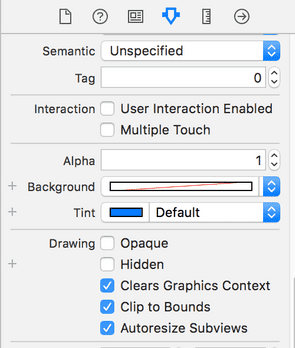 Semantic Unspecified
Tag 0
Interaction User Interaction Enabled
Multiple Touch
Alpha 1
Background
Tint Default
Drawing Opaque
Hidden
Clears Graphics Context
Clip to Bounds
Autoresize Subviews